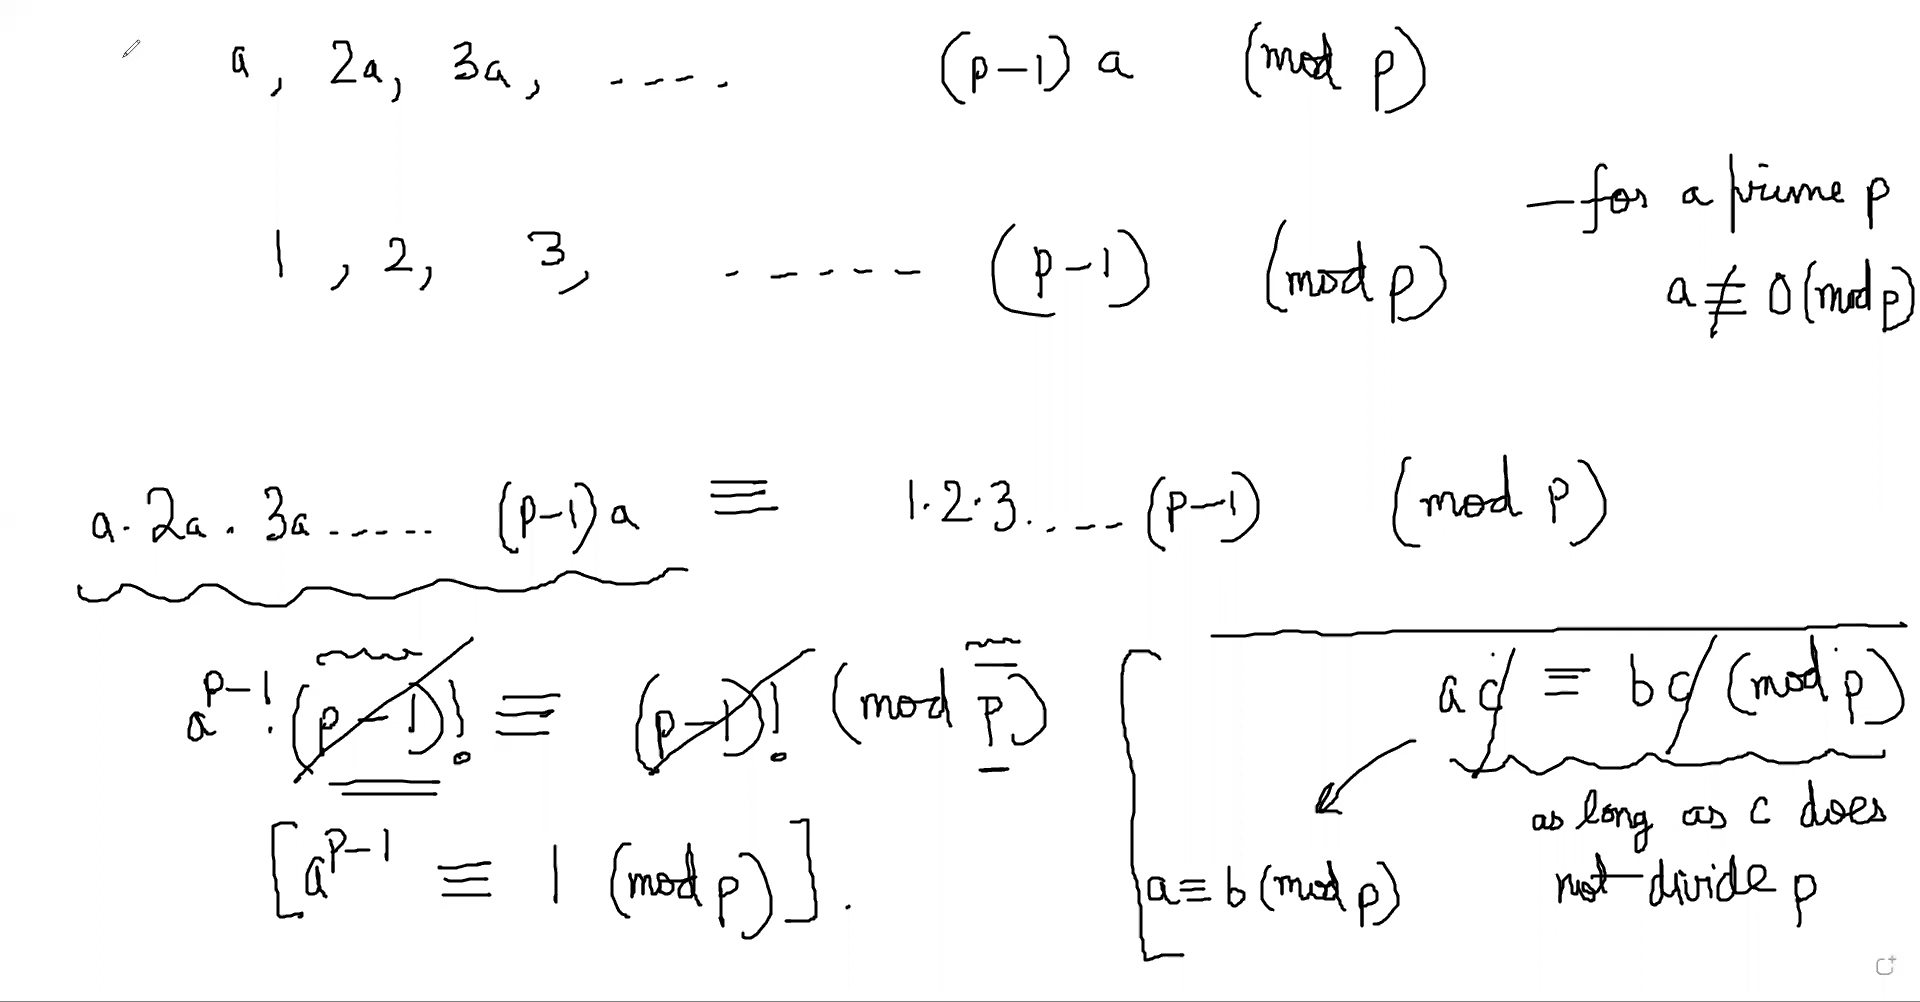 a, 2a, 3a, ---- . (p-1) a (mod p)
— for a prime p
1, 2, 3, ------ (p-1) (mod p)
a ≢ 0 (mod p)
a . 2a . 3a ..... (p-1) a ≡ 1.2.3. ... (p-1) (mod p)
a^{p-1} . (p-1)! ≡ (p-1)! (mod p)
[a^{p-1} ≡ 1 (mod p)].
ac ≡ bc (mod p)
as long as c does
not divide p
a ≡ b (mod p)